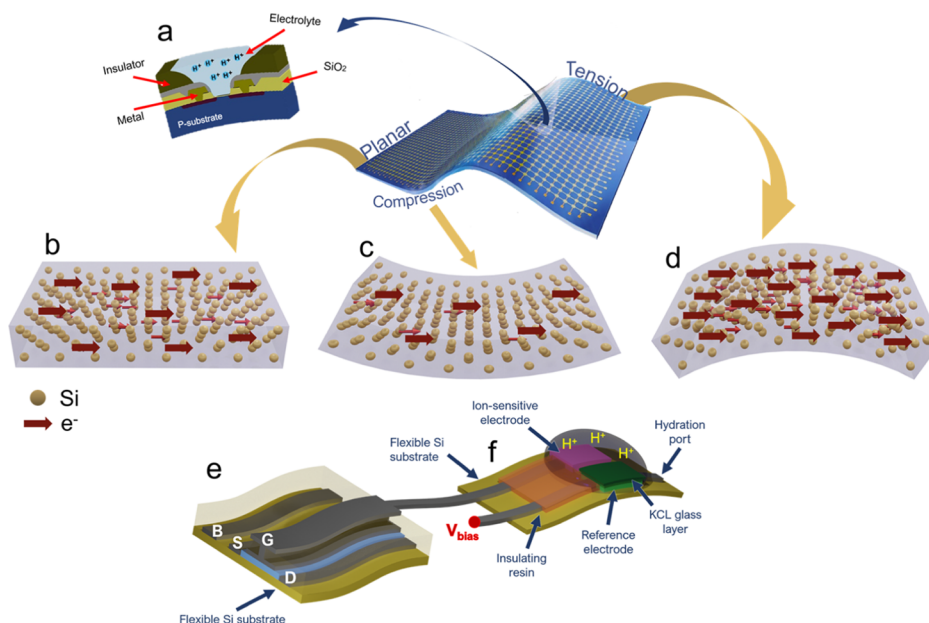 a
Electrolyte
H+ H+ H+
H+ H+ H+
H+ H+
Insulator
SiO2
Metal
P-substrate
Planar
Compression
Tension
b
c
d
Si
e-
e
B
S
G
D
Flexible Si substrate
f
Ion-sensitive
electrode
Flexible Si
substrate
H+ H+
H+
Hydration
port
Vbias
Insulating
resin
Reference
electrode
KCL glass
layer